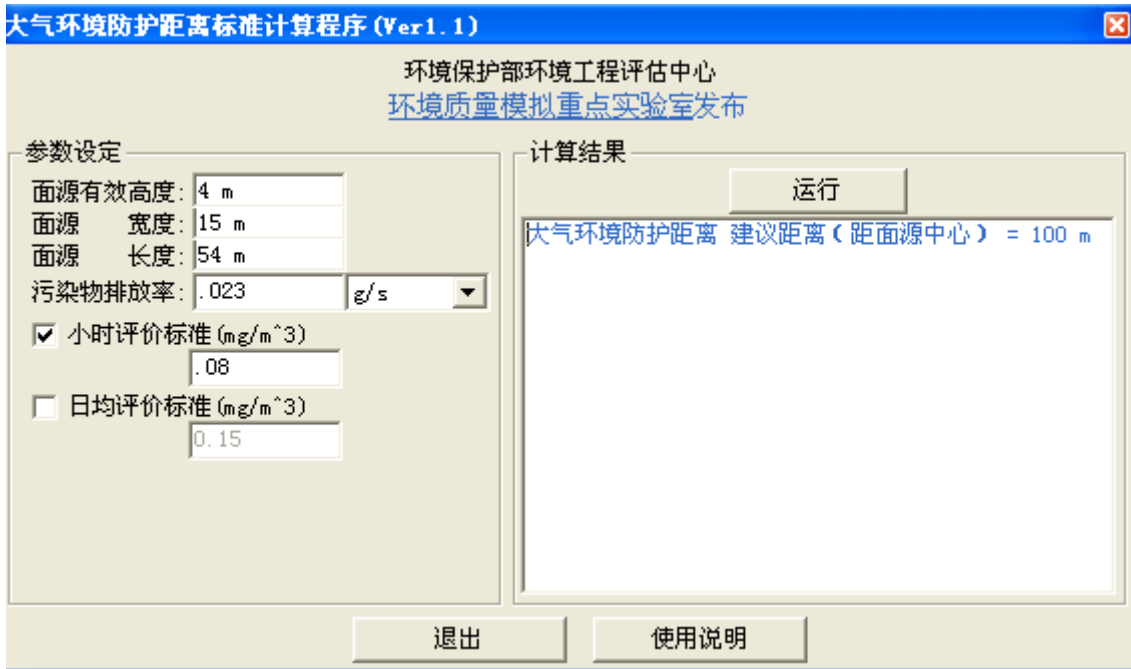 大气环境防护距离标准计算程序(Ver1.1)
环境保护部环境工程评估中心
环境质量模拟重点实验室发布
参数设定
面源有效高度: 4 m
面源 宽度: 15 m
面源 长度: 54 m
污染物排放率: .023 g/s
小时评价标准(mg/m^3)
.08
日均评价标准(mg/m^3)
0.15
计算结果
运行
大气环境防护距离 建议距离(距面源中心) = 100 m
退出
使用说明